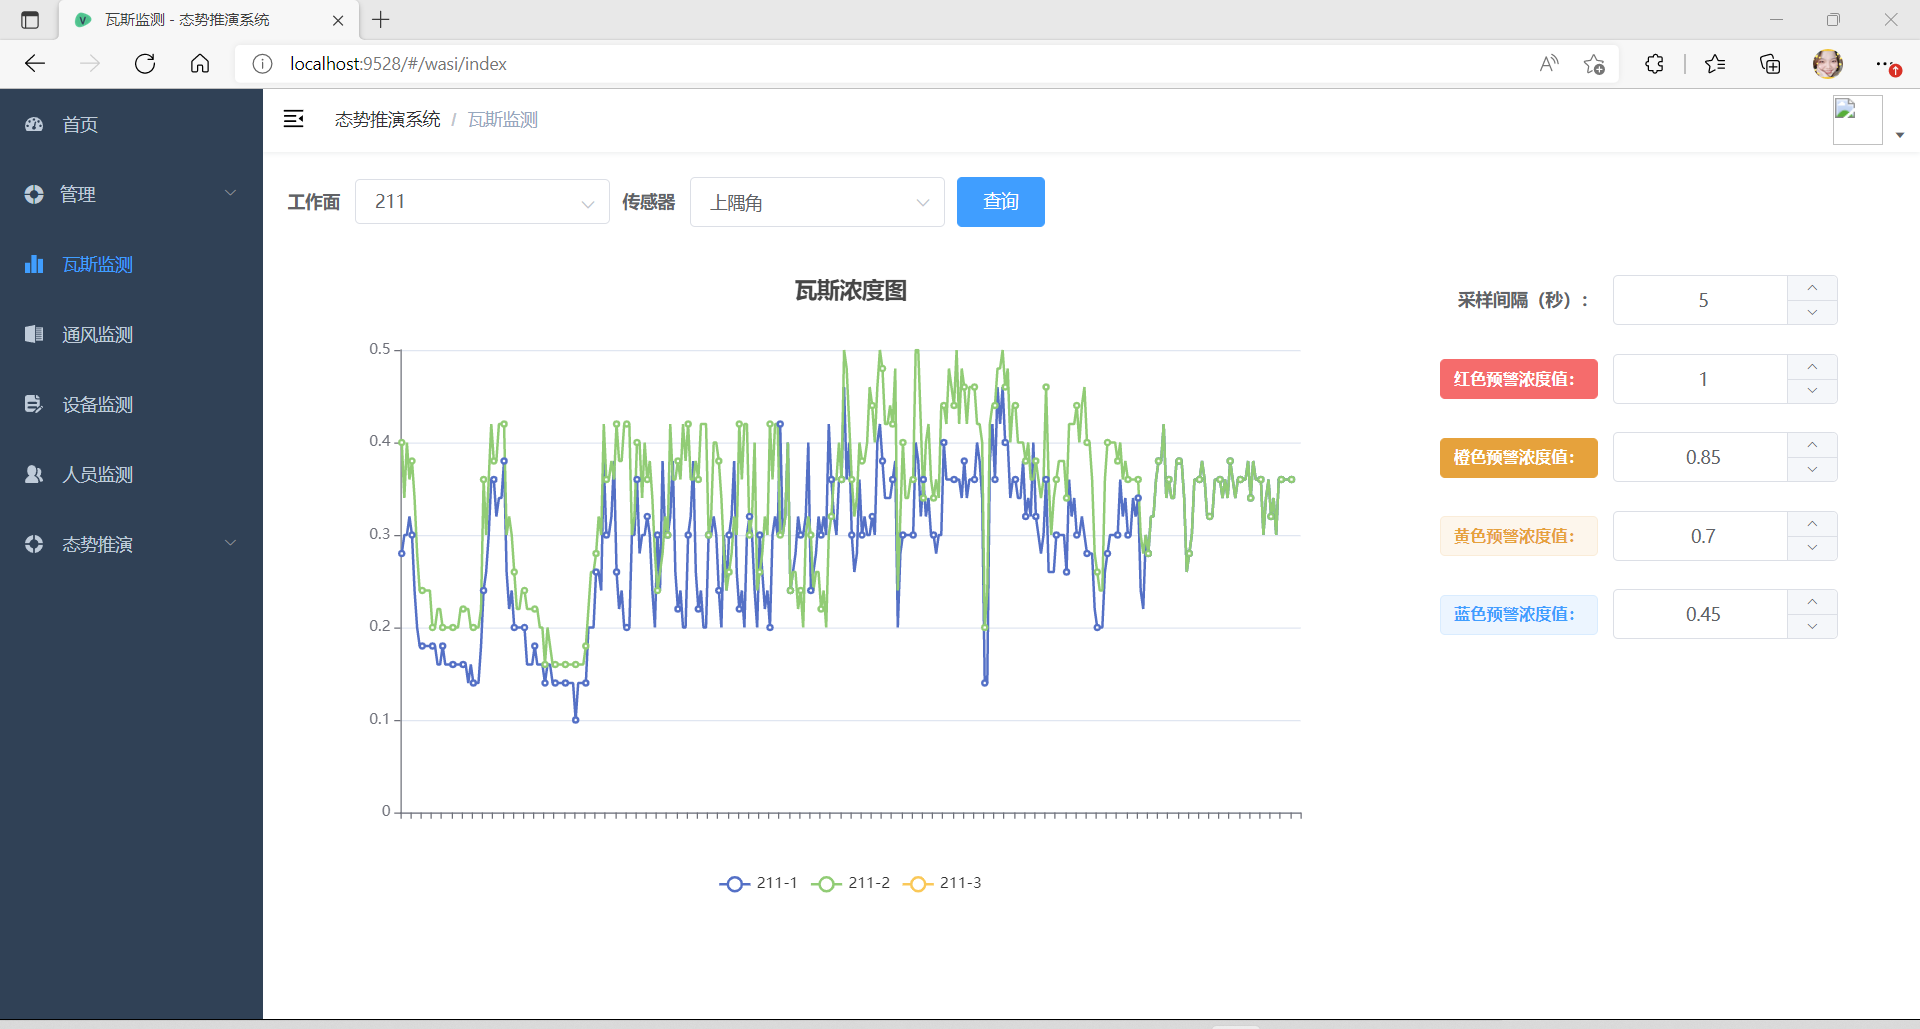 瓦斯监测 - 态势推演系统
localhost:9528/#/wasi/index
首页
管理
瓦斯监测
通风监测
设备监测
人员监测
态势推演
态势推演系统 / 瓦斯监测
工作面 211 传感器 上隅角 查询
瓦斯浓度图
0.5
0.4
0.3
0.2
0.1
0
211-1 211-2 211-3
采样间隔（秒）： 5
红色预警浓度值： 1
橙色预警浓度值： 0.85
黄色预警浓度值： 0.7
蓝色预警浓度值： 0.45